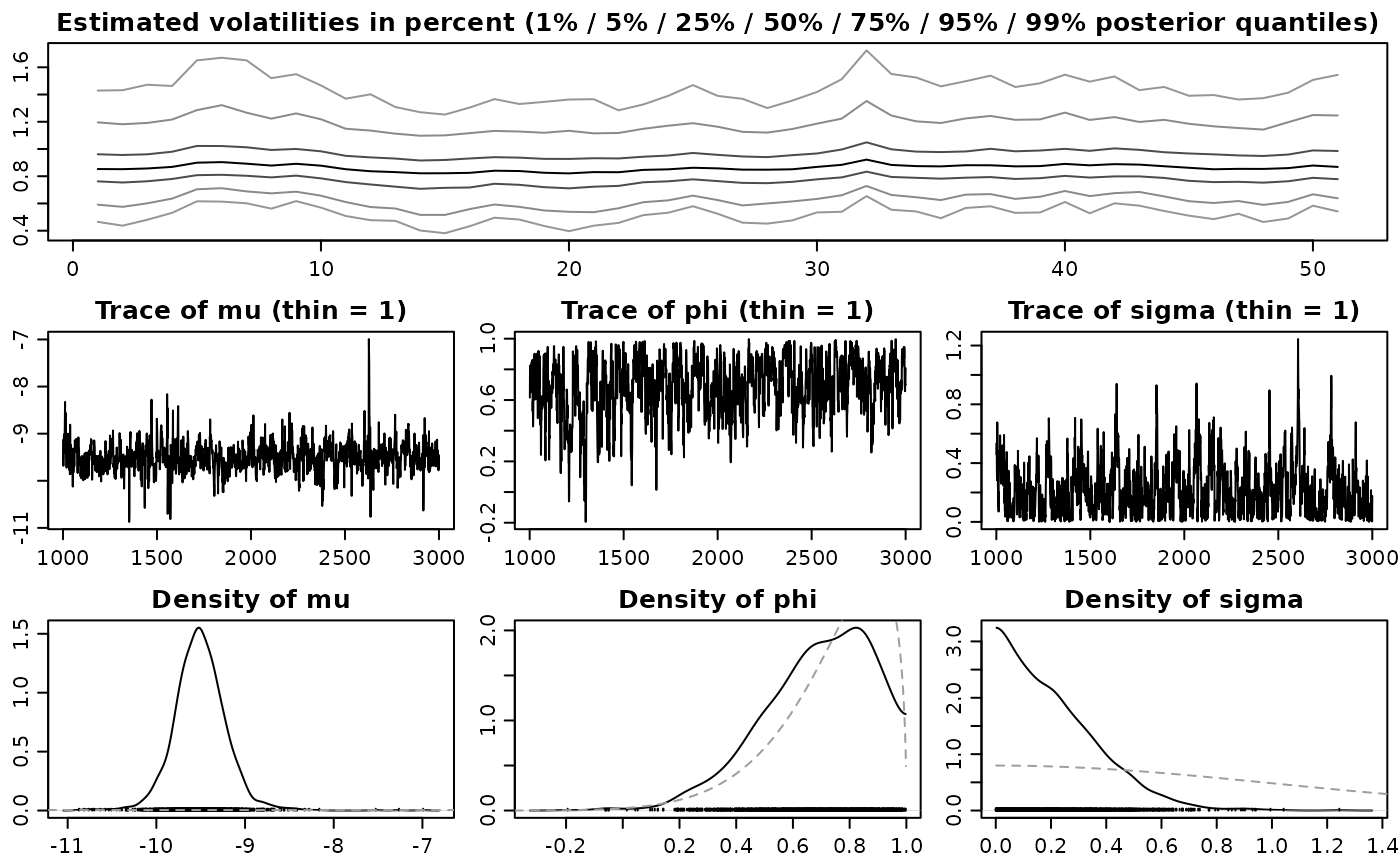 Estimated volatilities in percent (1% / 5% / 25% / 50% / 75% / 95% / 99% posterior quantiles)
0.4 0.8 1.2 1.6
0 10 20 30 40 50
Trace of mu (thin = 1) Trace of phi (thin = 1) Trace of sigma (thin = 1)
-11 -9 -8 -7
-0.2 0.2 0.6 1.0
0.0 0.4 0.8 1.2
1000 1500 2000 2500 3000 1000 1500 2000 2500 3000 1000 1500 2000 2500 3000
Density of mu Density of phi Density of sigma
0.0 0.5 1.0 1.5
0.0 1.0 2.0
0.0 1.0 2.0 3.0
-11 -10 -9 -8 -7 -0.2 0.2 0.4 0.6 0.8 1.0 0.0 0.2 0.4 0.6 0.8 1.0 1.2 1.4